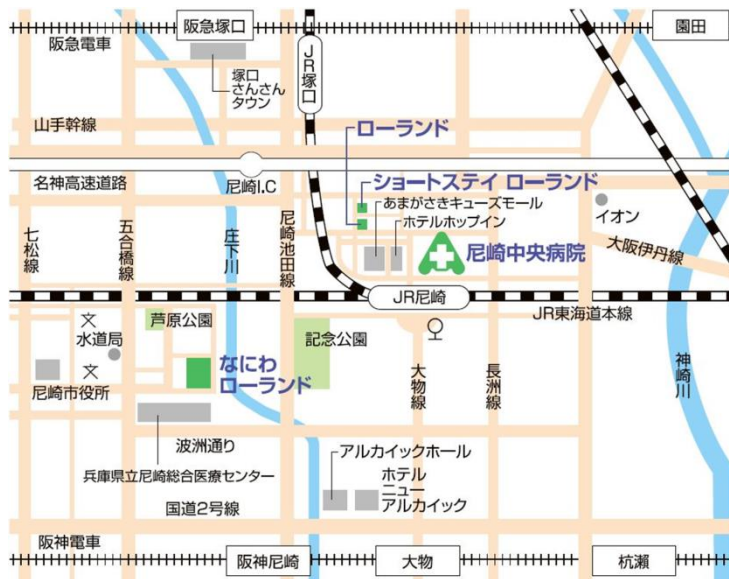 阪急塚口
園田
阪急電車
JR塚口
塚口
さんさん
タウン
山手幹線
ローランド
名神高速道路
尼崎I.C
ショートステイ ローランド
あまがさきキューズモール
ホテルホップイン
イオン
七松線
五合橋線
庄下川
尼崎池田線
尼崎中央病院
大阪伊丹線
JR尼崎
JR東海道本線
芦原公園
水道局
記念公園
なにわ
ローランド
尼崎市役所
大物線
長洲線
神崎川
波洲通り
兵庫県立尼崎総合医療センター
アルカイックホール
ホテル
ニュー
アルカイック
国道2号線
阪神電車
阪神尼崎
大物
杭瀬